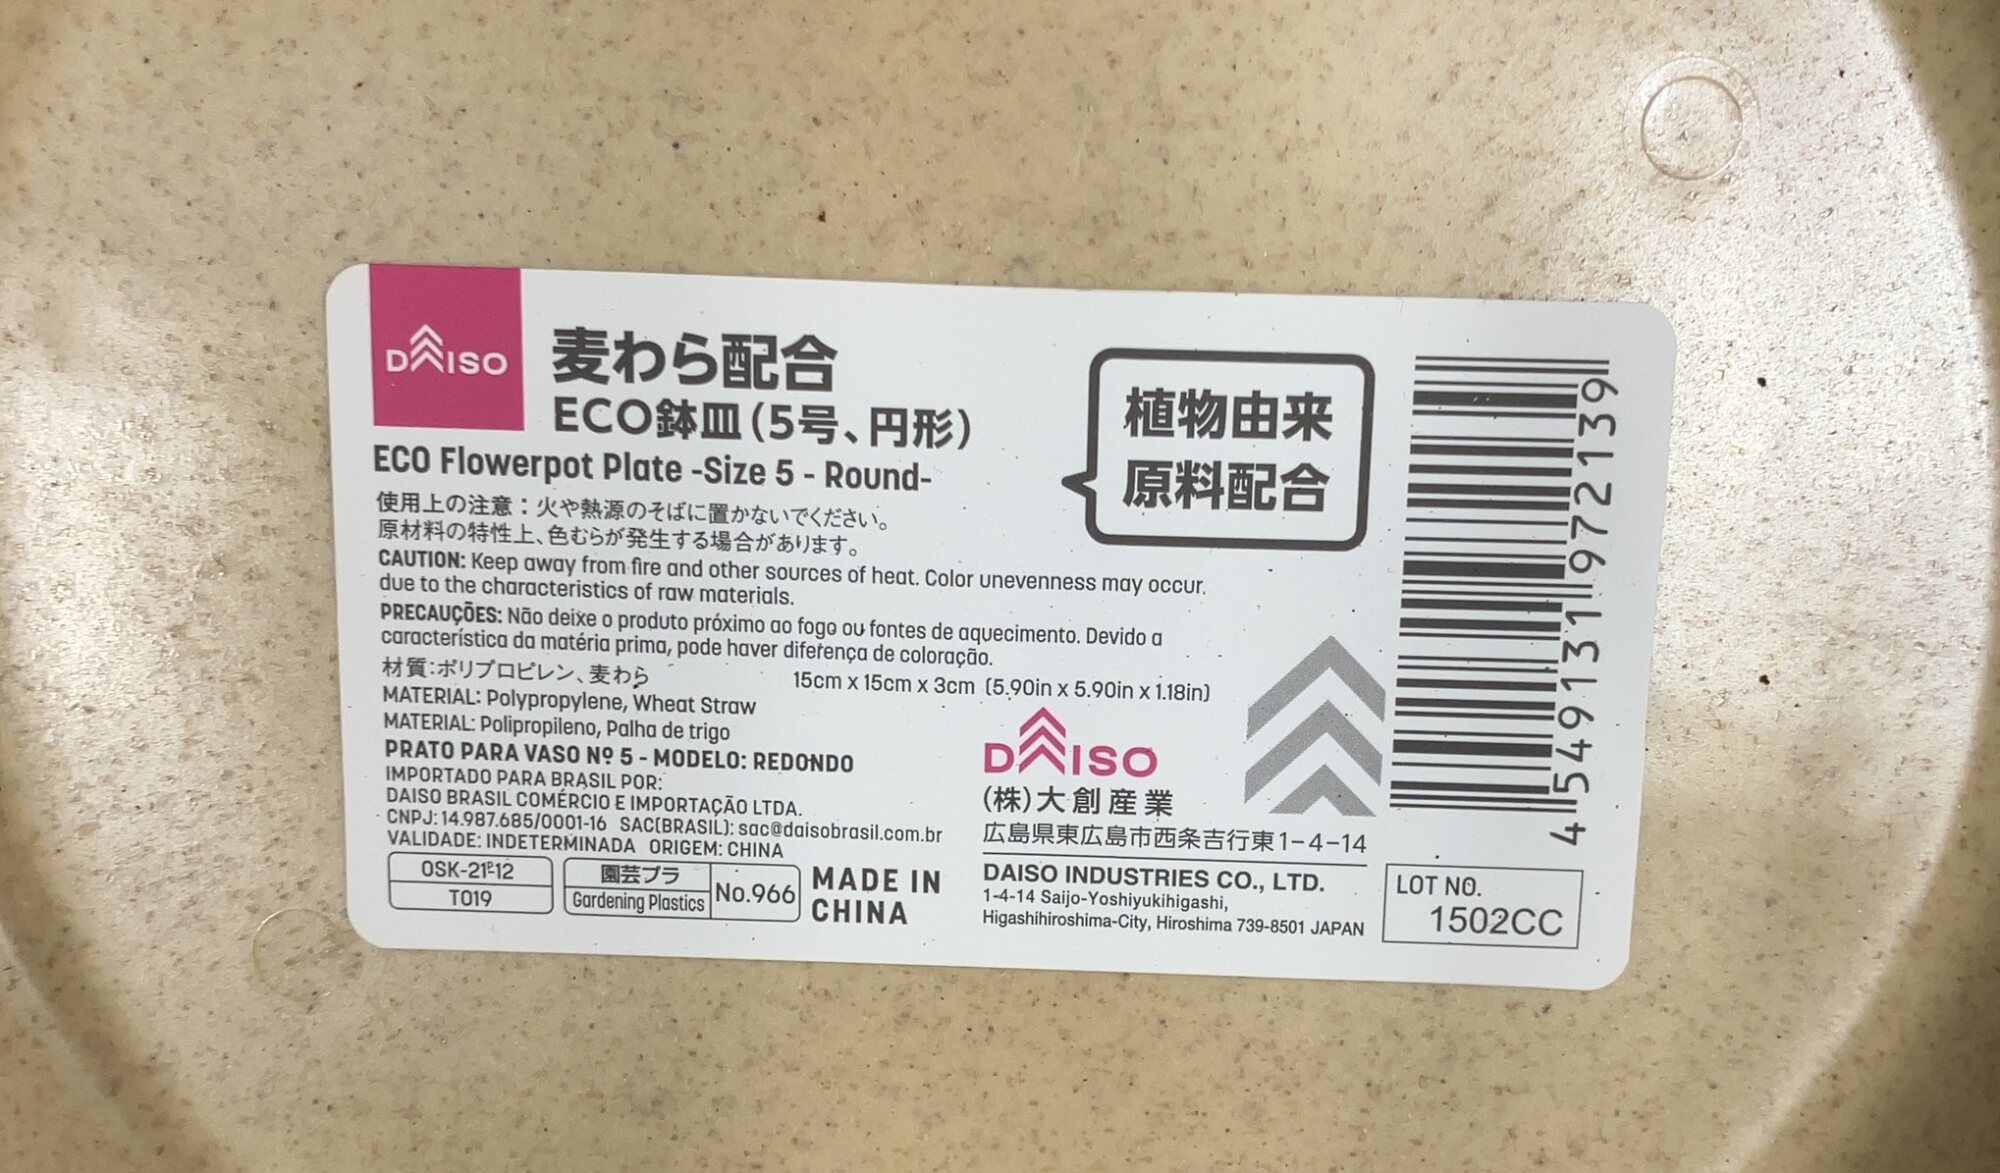 DAISO
麦わら配合
ECO鉢皿(5号、円形)
ECO Flowerpot Plate -Size 5 - Round-
植物由来
原料配合
使用上の注意:火や熱源のそばに置かないでください。
原材料の特性上、色むらが発生する場合があります。
CAUTION: Keep away from fire and other sources of heat. Color unevenness may occur.
due to the characteristics of raw materials.
PRECAUÇÕES: Não deixe o produto próximo ao fogo ou fontes de aquecimento. Devido a
característica da matéria prima, pode haver diferença de coloração.
材質:ポリプロピレン、麦わら
15cm x 15cm x 3cm (5.90in x 5.90in x 1.18in)
MATERIAL: Polypropylene, Wheat Straw
MATERIAL: Polipropileno, Palha de trigo
PRATO PARA VASO Nº 5 - MODELO: REDONDO
IMPORTADO PARA BRASIL POR:
DAISO BRASIL COMÉRCIO E IMPORTAÇÃO LTDA.
CNPJ: 14.987.685/0001-16 SAC(BRASIL): sac@daisobrasil.com.br
VALIDADE: INDETERMINADA ORIGEM: CHINA
OSK-21P12
T019
園芸プラ
Gardening Plastics
No.966
MADE IN
CHINA
DAISO
(株)大創産業
広島県東広島市西条吉行東1-4-14
DAISO INDUSTRIES CO., LTD.
1-4-14 Saijo-Yoshiyukihigashi,
Higashihiroshima-City, Hiroshima 739-8501 JAPAN
4 549131 972139
LOT NO.
1502CC